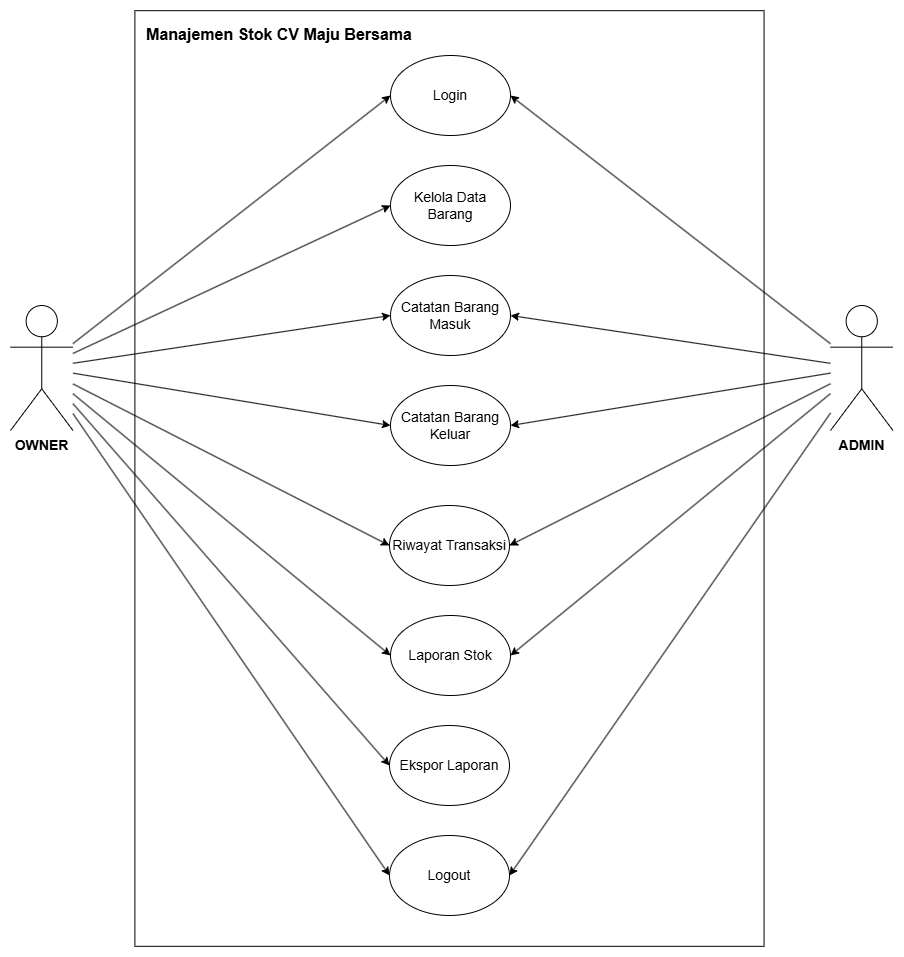 Manajemen Stok CV Maju Bersama
Login
Kelola Data
Barang
Catatan Barang
Masuk
Catatan Barang
Keluar
OWNER
ADMIN
Riwayat Transaksi
Laporan Stok
Ekspor Laporan
Logout